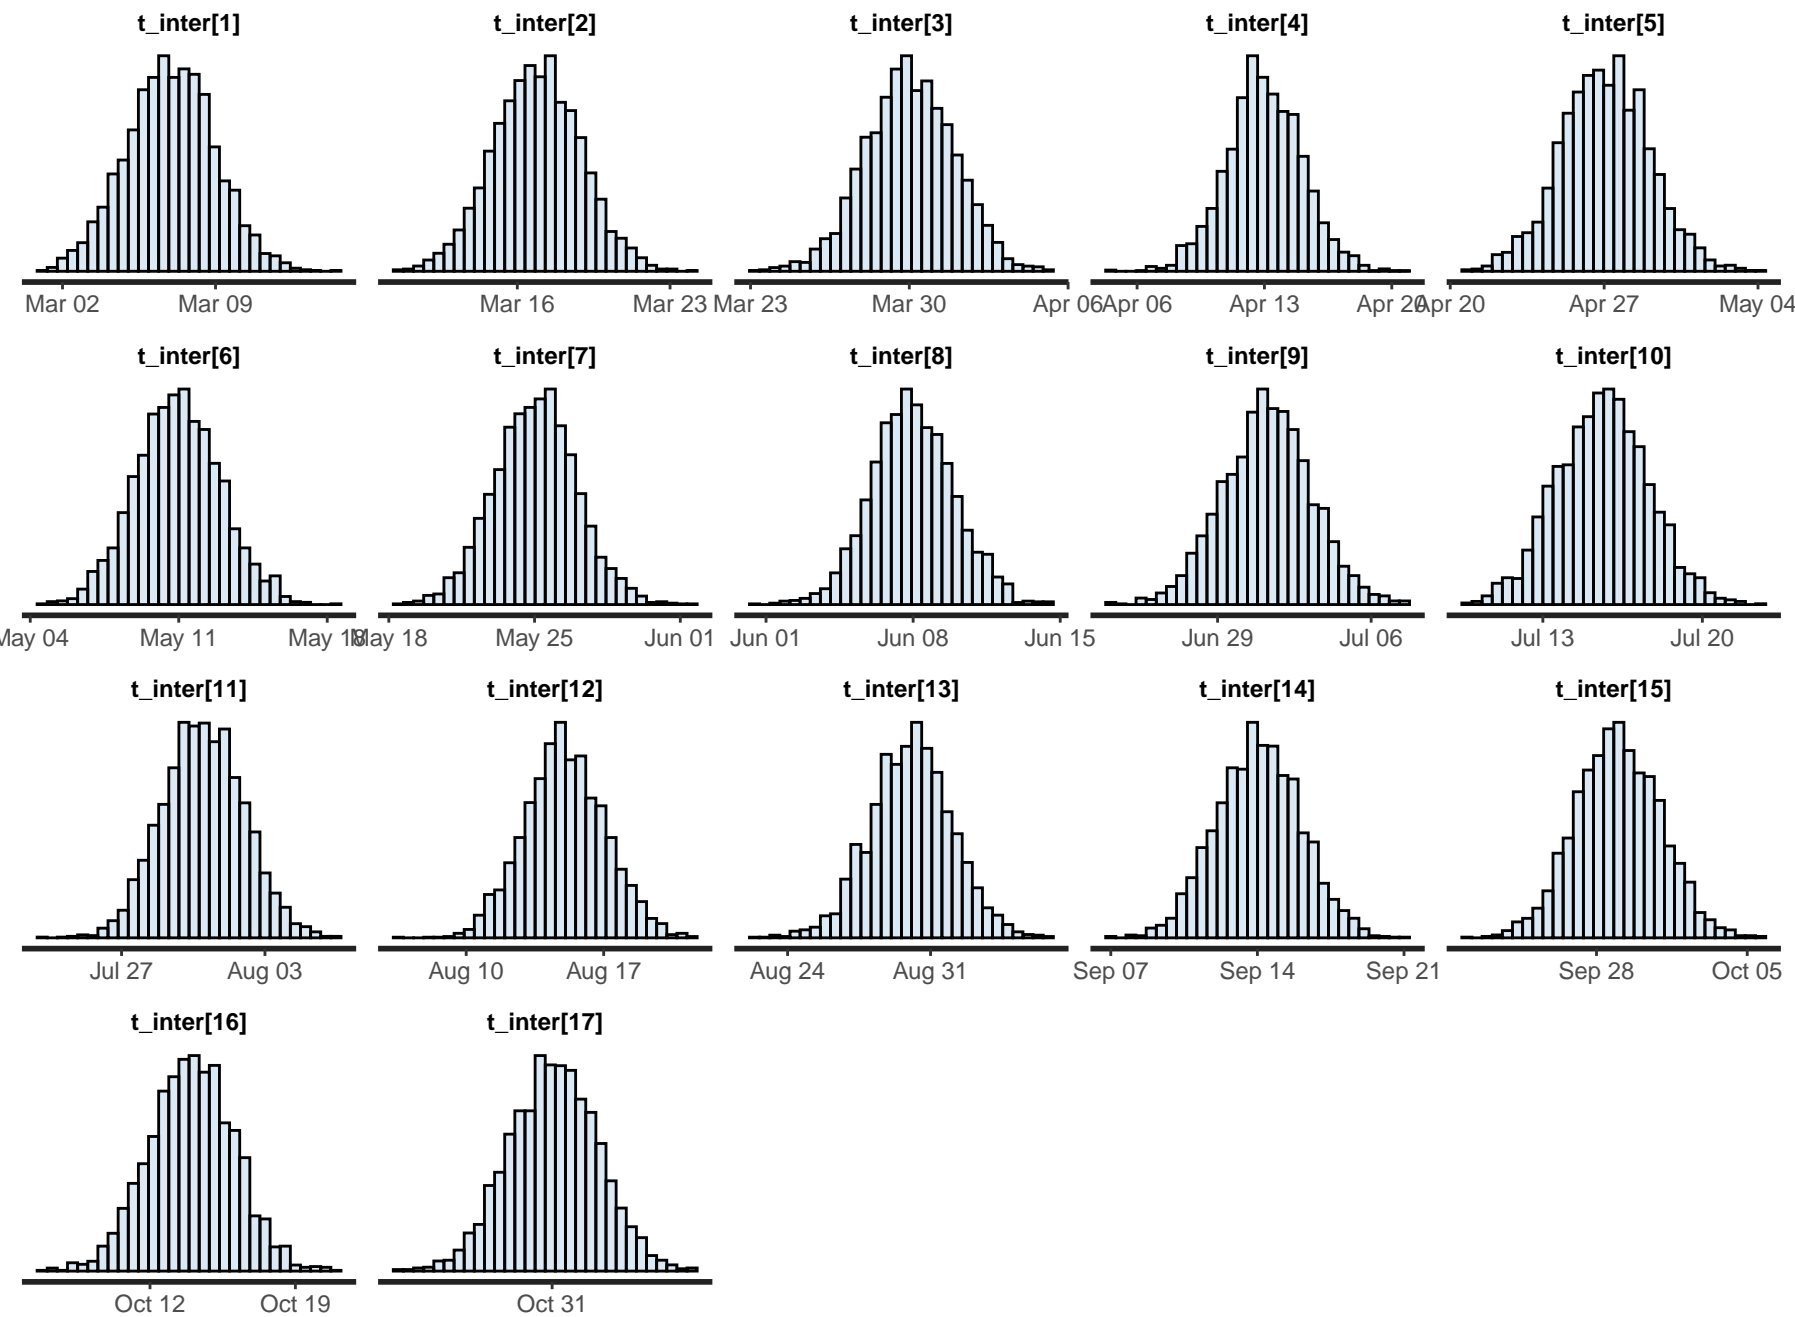 t_inter[1] t_inter[2] t_inter[3] t_inter[4] t_inter[5]
Mar 02 Mar 09 Mar 16 Mar 23 Mar 23 Mar 30 Apr 06 Apr 06 Apr 13 Apr 20 Apr 20 Apr 27 May 04
t_inter[6] t_inter[7] t_inter[8] t_inter[9] t_inter[10]
May 04 May 11 May 18 May 18 May 25 Jun 01 Jun 01 Jun 08 Jun 15 Jun 29 Jul 06 Jul 13 Jul 20
t_inter[11] t_inter[12] t_inter[13] t_inter[14] t_inter[15]
Jul 27 Aug 03 Aug 10 Aug 17 Aug 24 Aug 31 Sep 07 Sep 14 Sep 21 Sep 28 Oct 05
t_inter[16] t_inter[17]
Oct 12 Oct 19 Oct 31